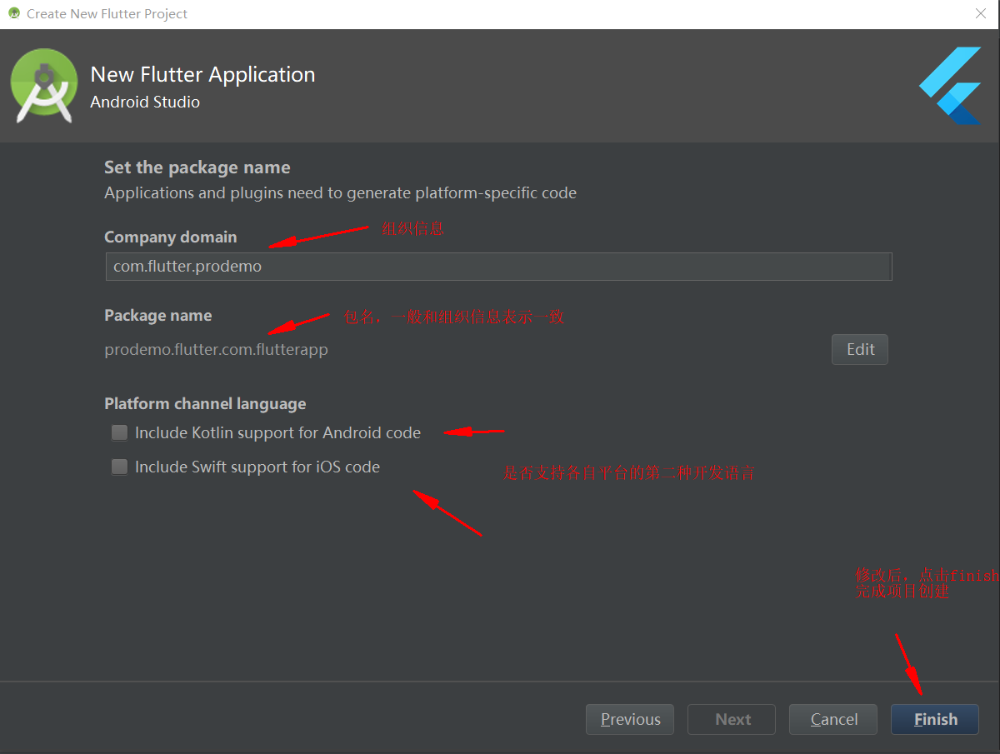 Create New Flutter Project
New Flutter Application
Android Studio
Set the package name
Applications and plugins need to generate platform-specific code
Company domain
组织信息
com.flutter.prodemo
Package name
包名，一般和组织信息表示一致
prodemo.flutter.com.flutterapp
Edit
Platform channel language
Include Kotlin support for Android code
Include Swift support for iOS code
是否支持各自平台的第二种开发语言
修改后，点击finish
完成项目创建
Previous
Next
Cancel
Finish